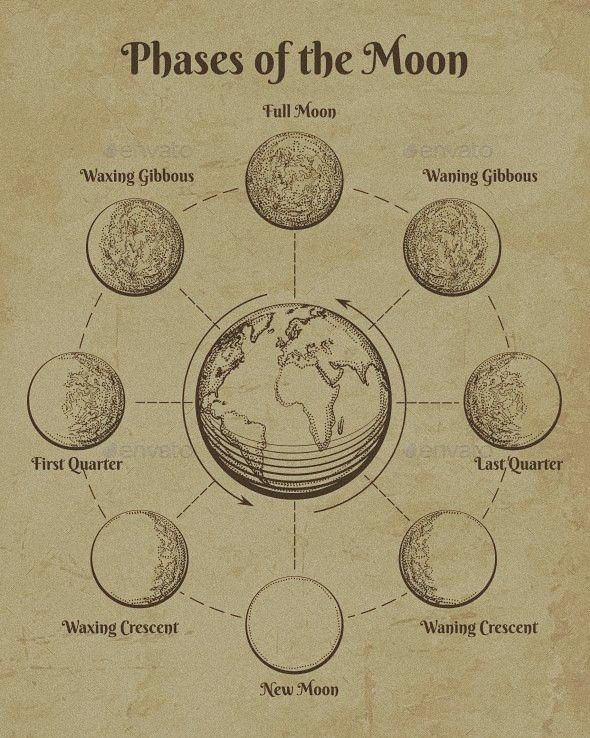 Phases of the Moon
Full Moon
envato envato
Waxing Gibbous Waning Gibbous
envato envato
First Quarter Last Quarter
Waxing Crescent Waning Crescent
New Moon